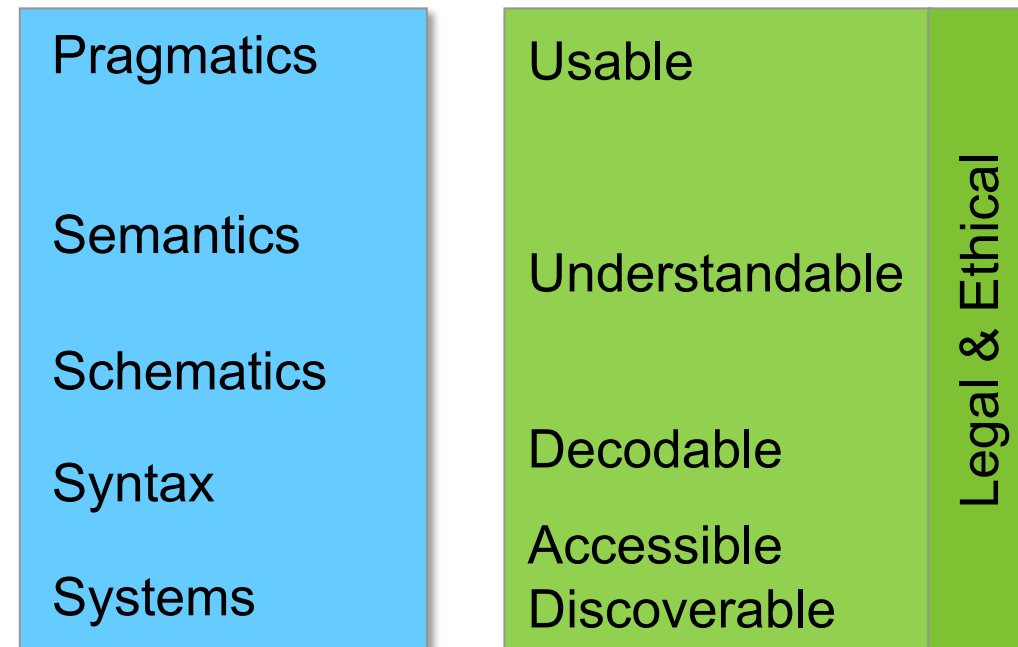 Pragmatics
Semantics
Schematics
Syntax
Systems
Usable
Understandable
Decodable
Accessible
Discoverable
Legal & Ethical